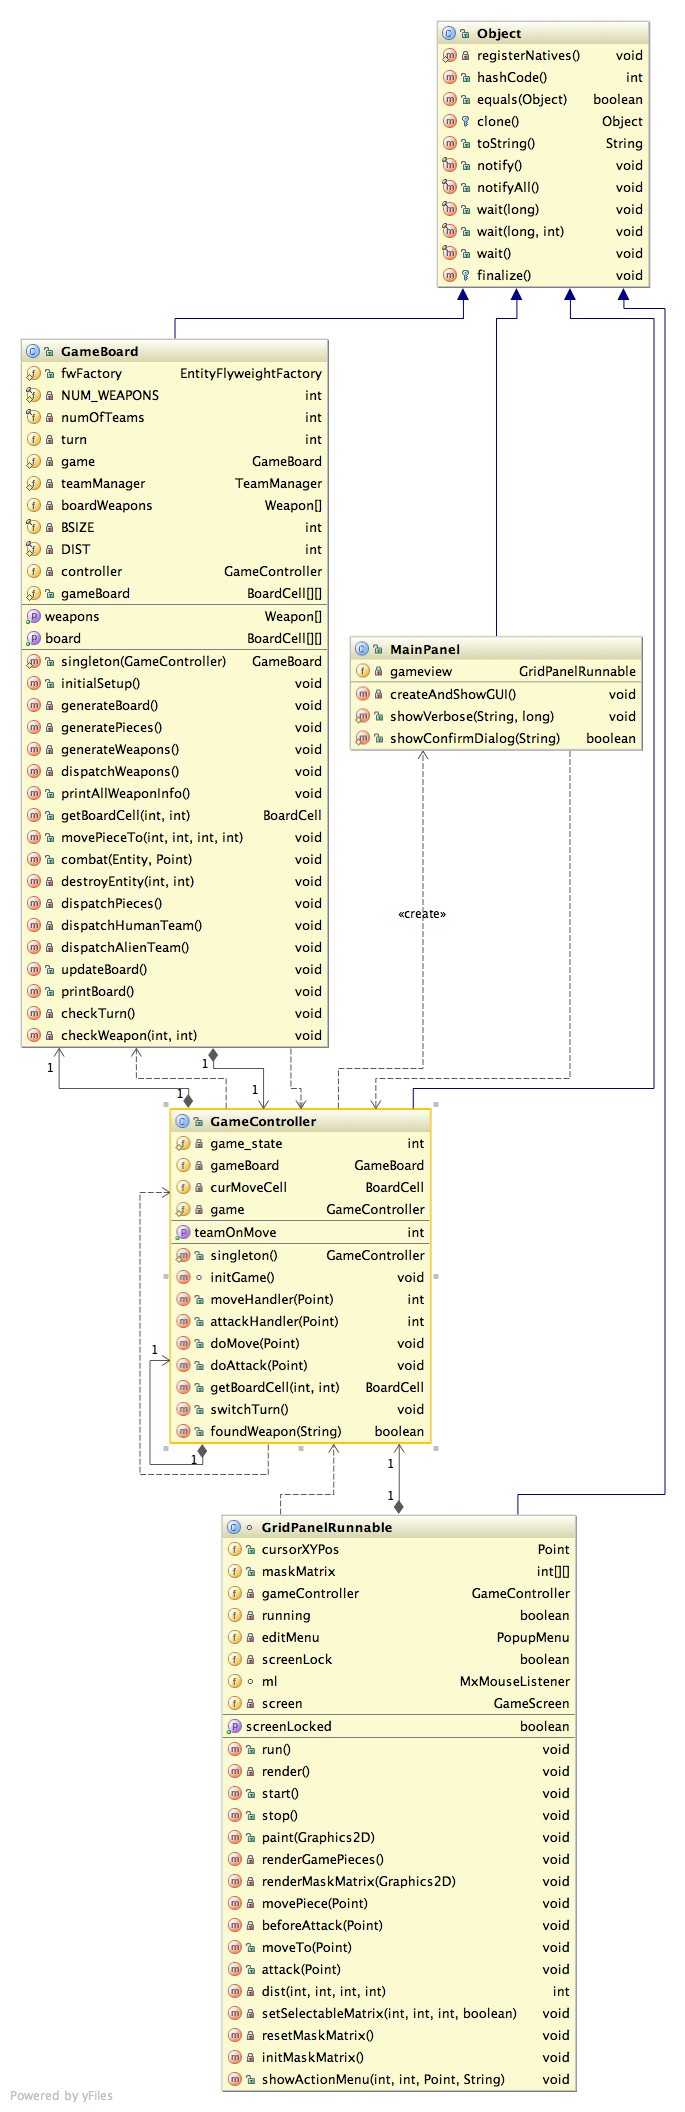 Object
registerNatives() void
hashCode() int
equals(Object) boolean
clone() Object
toString() String
notify() void
notifyAll() void
wait(long) void
wait(long, int) void
wait() void
finalize() void
GameBoard
fwFactory EntityFlyweightFactory
NUM_WEAPONS int
numOfTeams int
turn int
game GameBoard
teamManager TeamManager
boardWeapons Weapon[]
BSIZE int
DIST int
controller GameController
gameBoard BoardCell[][]
weapons Weapon[]
board BoardCell[][]
singleton(GameController) GameBoard
initialSetup() void
generateBoard() void
generatePieces() void
generateWeapons() void
dispatchWeapons() void
printAllWeaponInfo() void
getBoardCell(int, int) BoardCell
movePieceTo(int, int, int, int) void
combat(Entity, Point) void
destroyEntity(int, int) void
dispatchPieces() void
dispatchHumanTeam() void
dispatchAlienTeam() void
updateBoard() void
printBoard() void
checkTurn() void
checkWeapon(int, int) void
MainPanel
gameview GridPanelRunnable
createAndShowGUI() void
showVerbose(String, long) void
showConfirmDialog(String) boolean
«create»
1
1
1
1
GameController
game_state int
gameBoard GameBoard
curMoveCell BoardCell
game GameController
teamOnMove int
singleton() GameController
initGame() void
moveHandler(Point) int
attackHandler(Point) int
doMove(Point) void
doAttack(Point) void
getBoardCell(int, int) BoardCell
switchTurn() void
foundWeapon(String) boolean
1
1
1
1
GridPanelRunnable
cursorXYPos Point
maskMatrix int[][]
gameController GameController
running boolean
editMenu PopupMenu
screenLock boolean
ml MxMouseListener
screen GameScreen
screenLocked boolean
run() void
render() void
start() void
stop() void
paint(Graphics2D) void
renderGamePieces() void
renderMaskMatrix(Graphics2D) void
movePiece(Point) void
beforeAttack(Point) void
moveTo(Point) void
attack(Point) void
dist(int, int, int, int) int
setSelectableMatrix(int, int, int, boolean) void
resetMaskMatrix() void
initMaskMatrix() void
showActionMenu(int, int, Point, String) void
Powered by yFiles